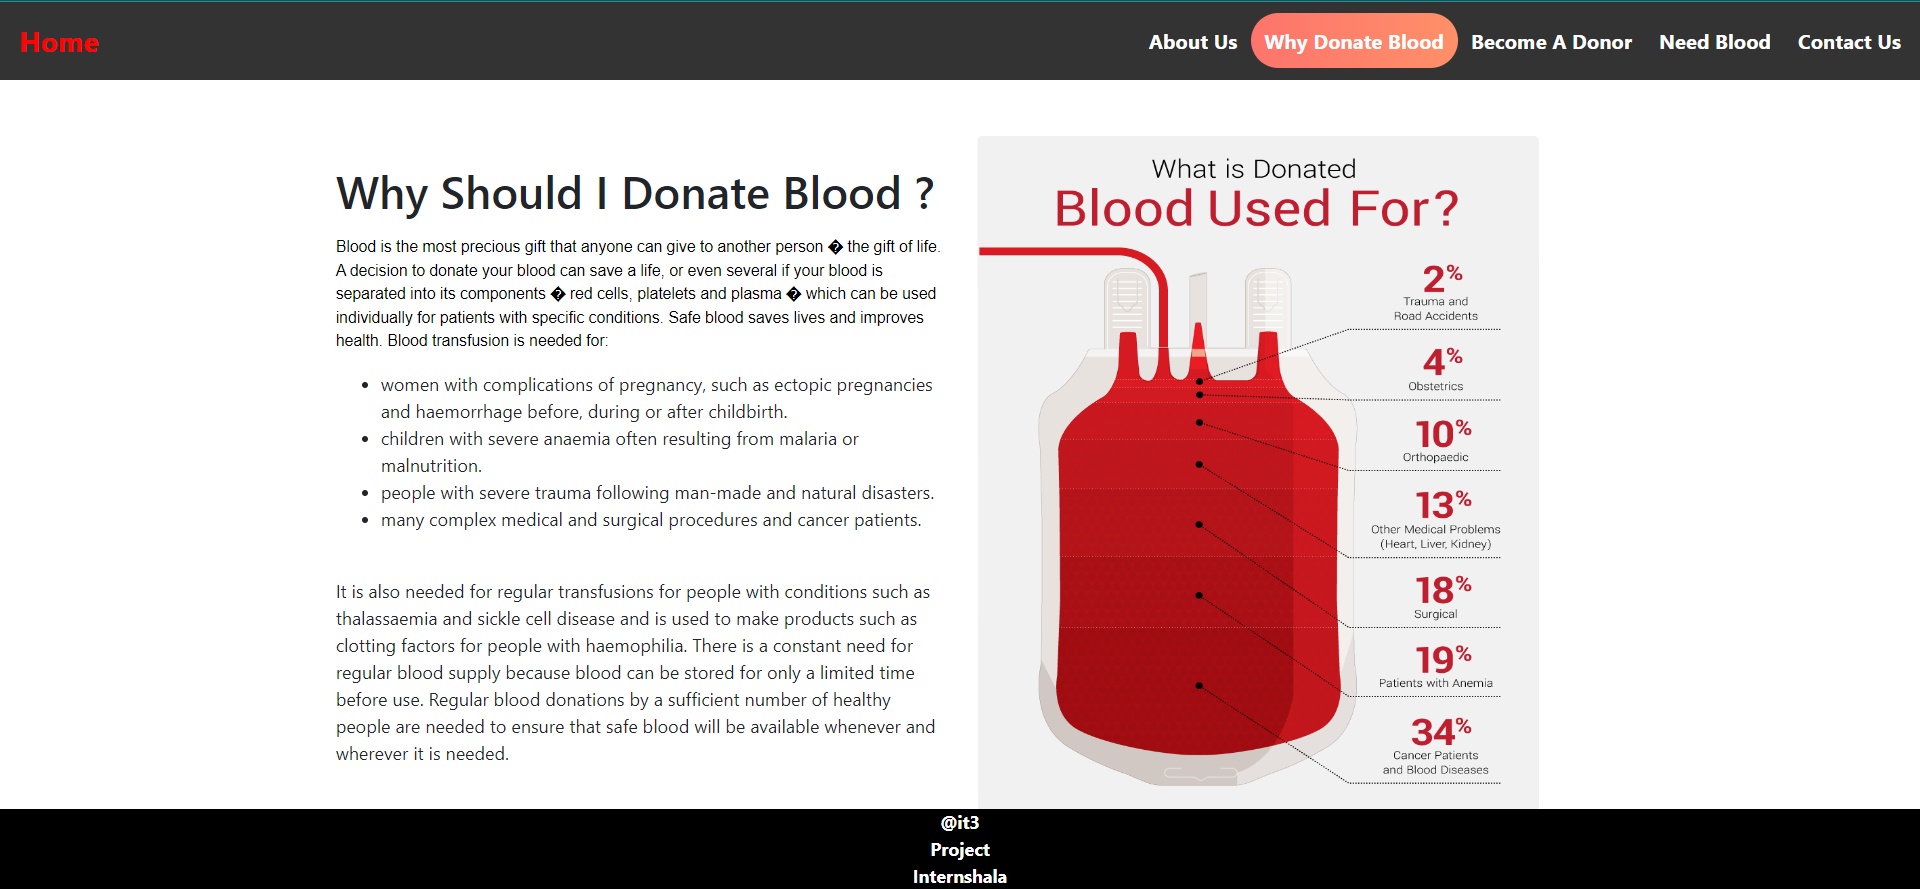 Home
About Us
Why Donate Blood
Become A Donor
Need Blood
Contact Us
Why Should I Donate Blood ?
Blood is the most precious gift that anyone can give to another person � the gift of life.
A decision to donate your blood can save a life, or even several if your blood is
separated into its components � red cells, platelets and plasma � which can be used
individually for patients with specific conditions. Safe blood saves lives and improves
health. Blood transfusion is needed for:
• women with complications of pregnancy, such as ectopic pregnancies
and haemorrhage before, during or after childbirth.
• children with severe anaemia often resulting from malaria or
malnutrition.
• people with severe trauma following man-made and natural disasters.
• many complex medical and surgical procedures and cancer patients.
It is also needed for regular transfusions for people with conditions such as
thalassaemia and sickle cell disease and is used to make products such as
clotting factors for people with haemophilia. There is a constant need for
regular blood supply because blood can be stored for only a limited time
before use. Regular blood donations by a sufficient number of healthy
people are needed to ensure that safe blood will be available whenever and
wherever it is needed.
What is Donated
Blood Used For?
2%
Trauma and
Road Accidents
4%
Obstetrics
10%
Orthopaedic
13%
Other Medical Problems
(Heart, Liver, Kidney)
18%
Surgical
19%
Patients with Anemia
34%
Cancer Patients
and Blood Diseases
@it3
Project
Internshala